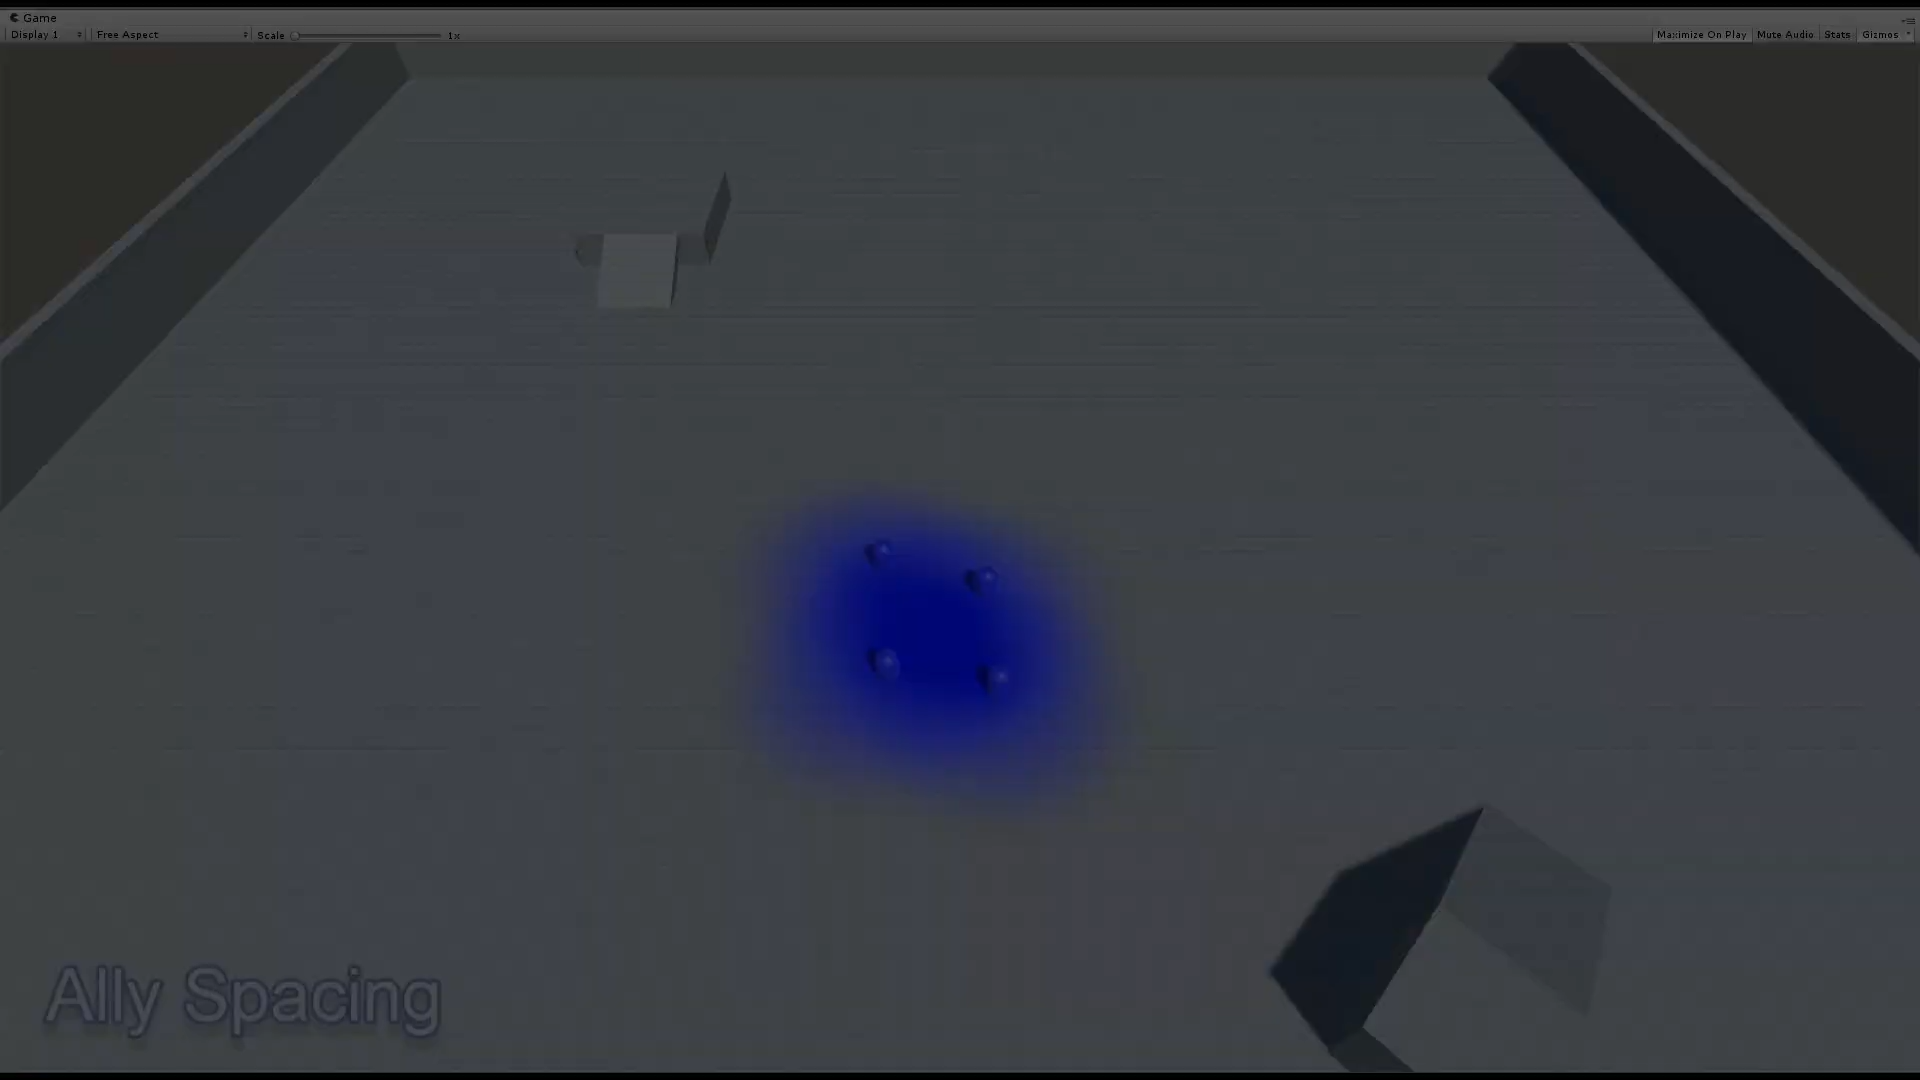 Game
Display 1 Free Aspect Scale 1x Maximize On Play Mute Audio Stats Gizmos
Ally Spacing